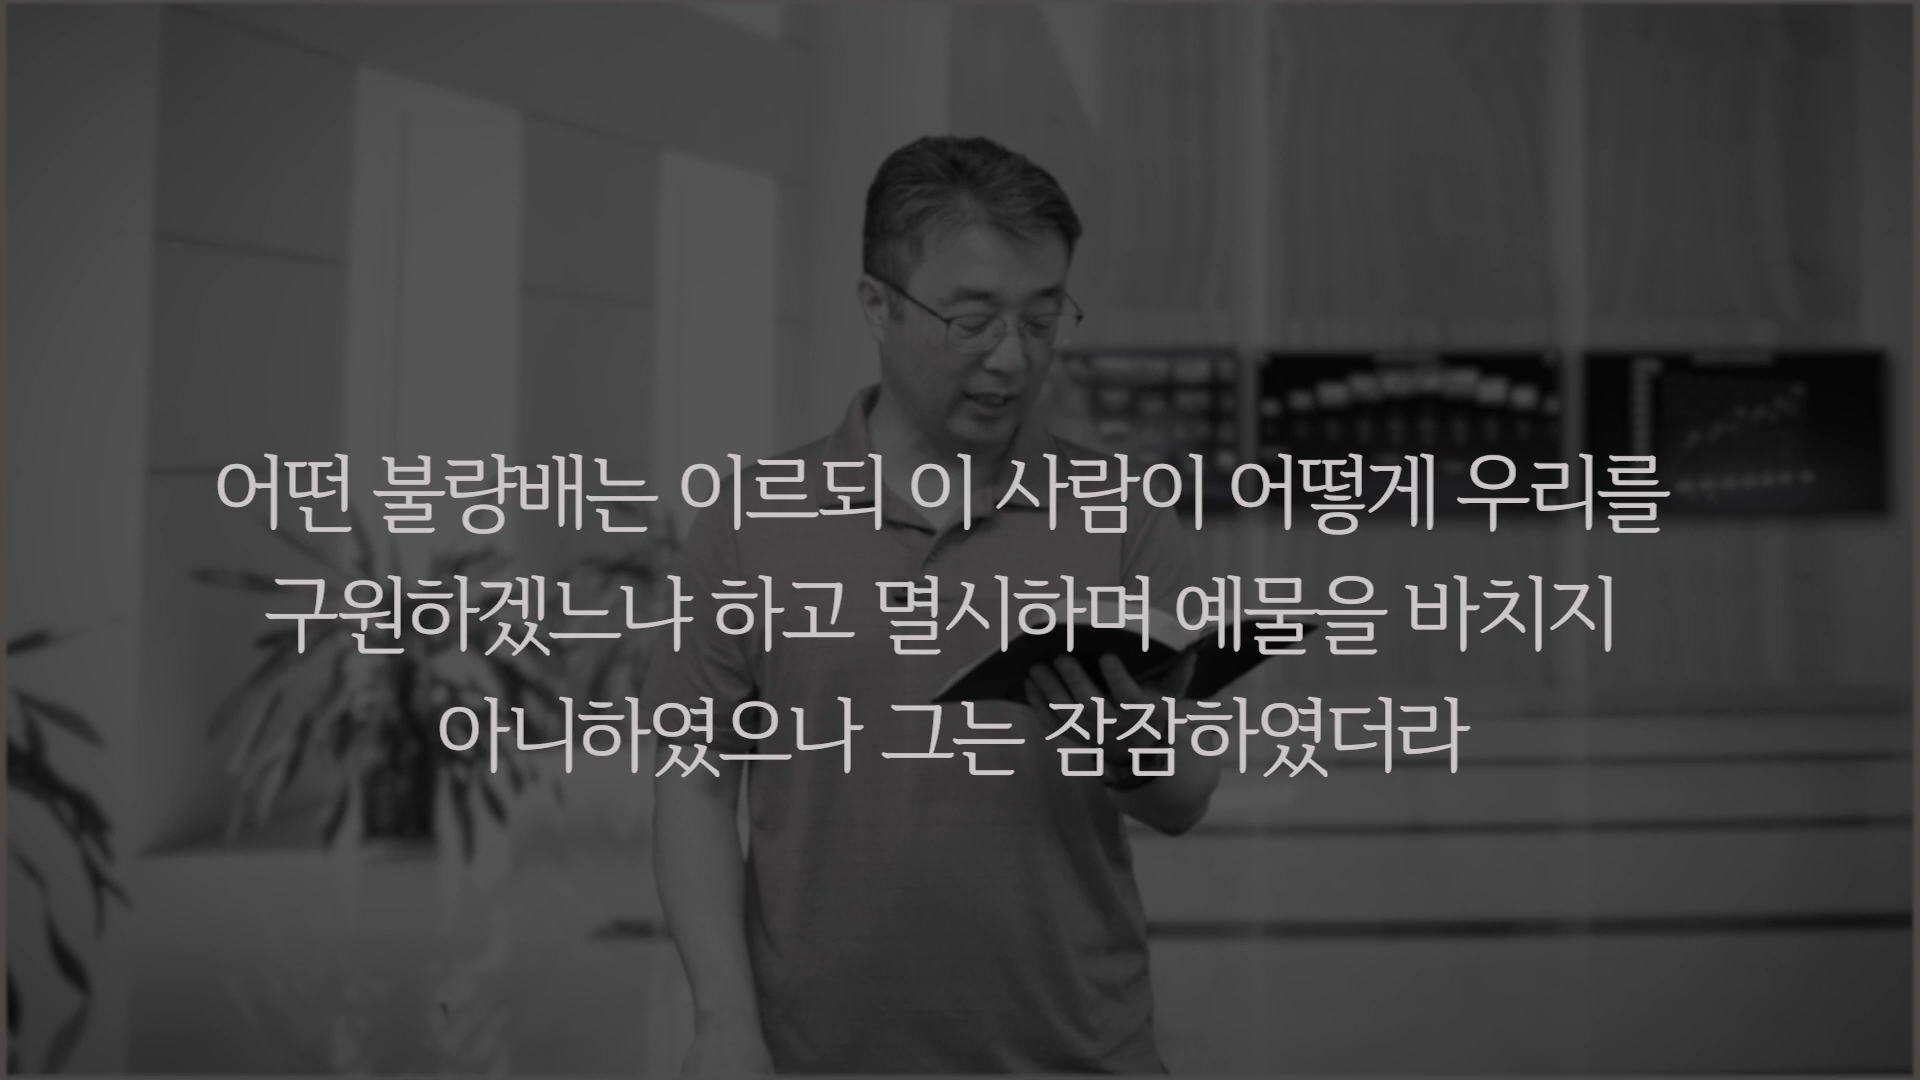 어떤 불량배는 이르되 이 사람이 어떻게 우리를
구원하겠느냐 하고 멸시하며 예물을 바치지
아니하였으나 그는 잠잠하였더라